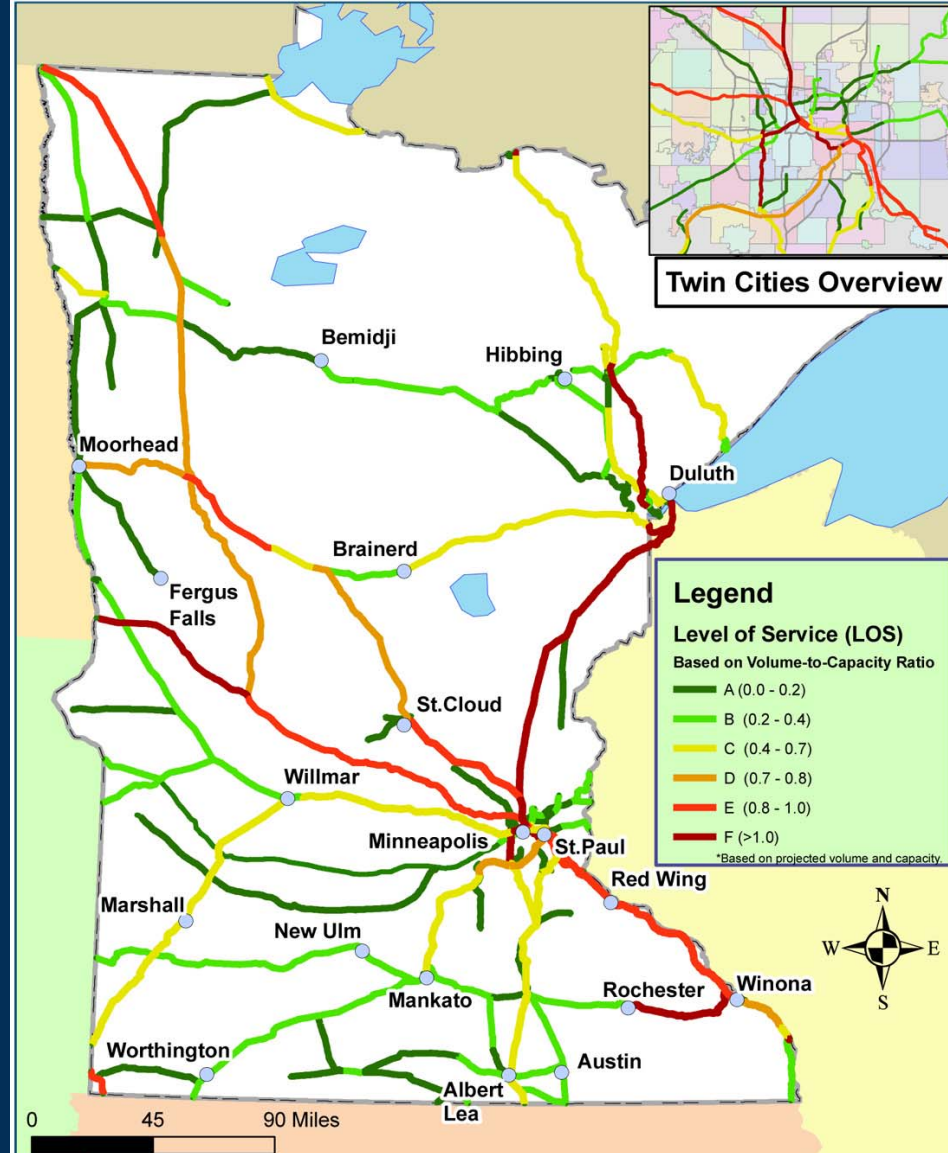 Twin Cities Overview
Bemidji
Hibbing
Moorhead
Duluth
Brainerd
Fergus
Falls
St.Cloud
Willmar
Minneapolis
St.Paul
Red Wing
Marshall
New Ulm
Mankato
Rochester
Winona
Worthington
Albert
Lea
Austin
Legend
Level of Service (LOS)
Based on Volume-to-Capacity Ratio
A (0.0 - 0.2)
B (0.2 - 0.4)
C (0.4 - 0.7)
D (0.7 - 0.8)
E (0.8 - 1.0)
F (>1.0)
*Based on projected volume and capacity.
N
W E
S
0 45 90 Miles